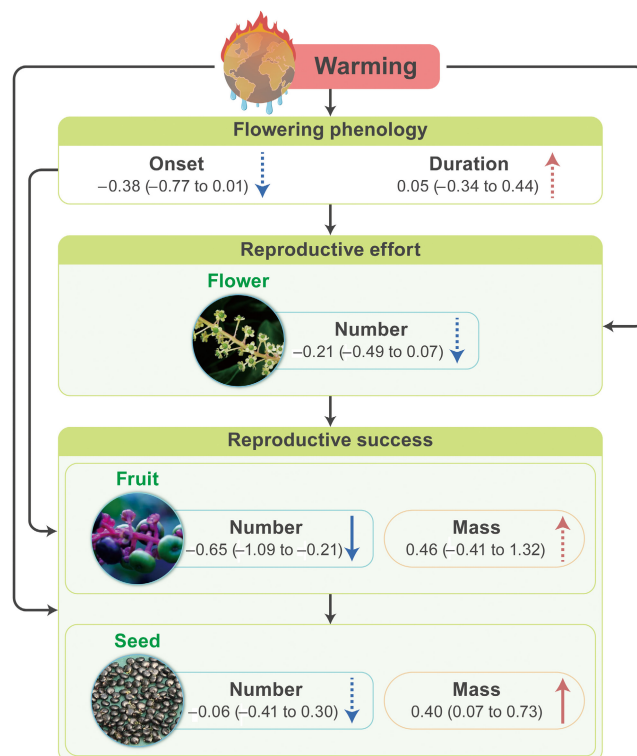 Warming
Flowering phenology
Onset
−0.38 (−0.77 to 0.01)
Duration
0.05 (−0.34 to 0.44)
Reproductive effort
Flower
Number
−0.21 (−0.49 to 0.07)
Reproductive success
Fruit
Number
−0.65 (−1.09 to −0.21)
Mass
0.46 (−0.41 to 1.32)
Seed
Number
−0.06 (−0.41 to 0.30)
Mass
0.40 (0.07 to 0.73)